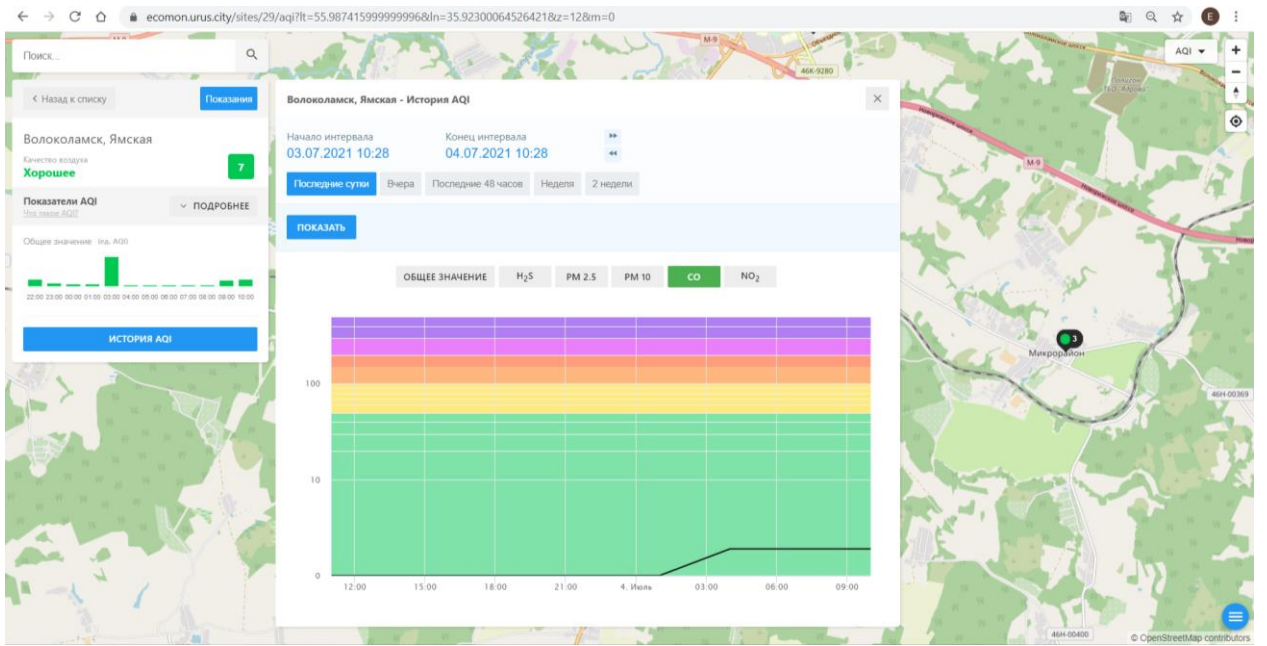 ecomon.urus.city/sites/29/aqi?lt=55.987415999999996&ln=35.92300064526421&z=12&m=0
E
Поиск...
AQI
Назад к списку
Показания
Волоколамск, Ямская
Качество воздуха
Хорошее
7
Показатели AQI
Что такое AQI?
ПОДРОБНЕЕ
Общее значение (ед. AQI)
22:00 23:00 00:00 01:00 03:00 04:00 05:00 06:00 07:00 08:00 09:00 10:00
ИСТОРИЯ AQI
Волоколамск, Ямская - История AQI
Начало интервала
Конец интервала
03.07.2021 10:28
04.07.2021 10:28
Последние сутки
Вчера
Последние 48 часов
Неделя
2 недели
ПОКАЗАТЬ
ОБЩЕЕ ЗНАЧЕНИЕ
H2S
PM 2.5
PM 10
CO
NO2
100
10
0
12:00
15:00
18:00
21:00
4. Июль
03:00
06:00
09:00
М-9
46К-9280
М-9
Новорижское шоссе
3
Микрорайон
46Н-00369
46Н-00400
© OpenStreetMap contributors